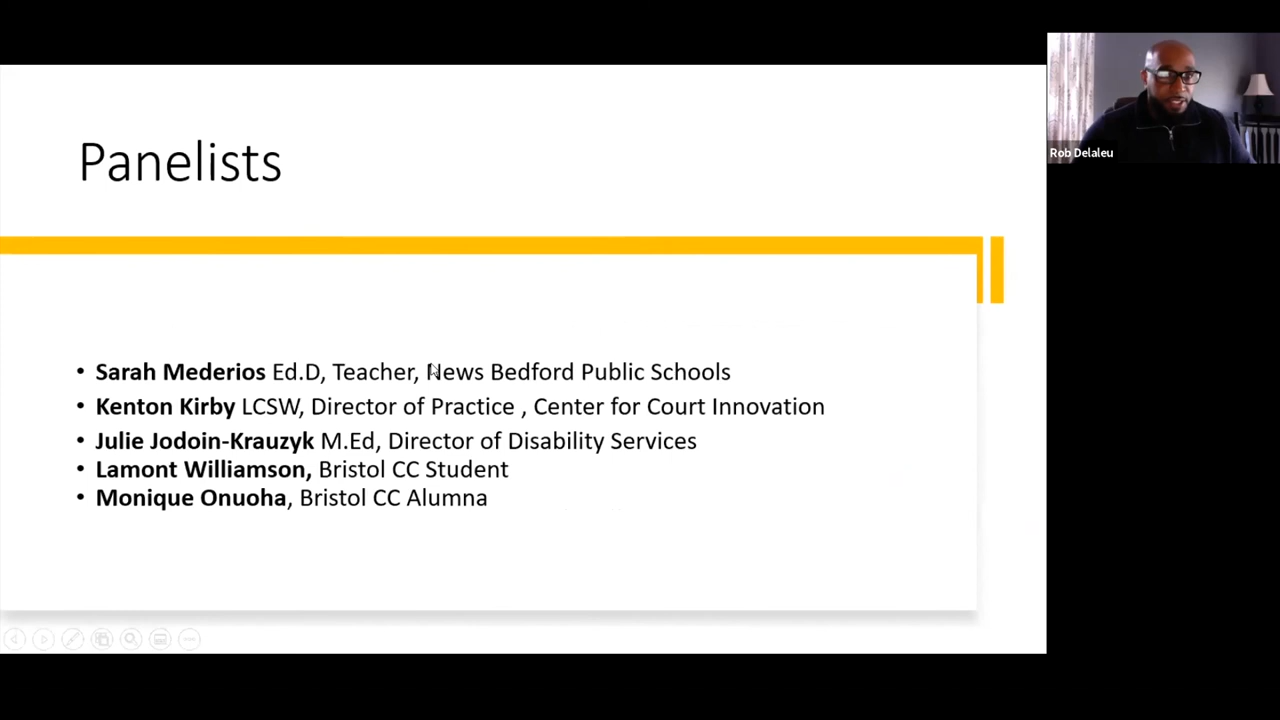 Panelists
• Sarah Mederios Ed.D, Teacher, News Bedford Public Schools
• Kenton Kirby LCSW, Director of Practice , Center for Court Innovation
• Julie Jodoin-Krauzyk M.Ed, Director of Disability Services
• Lamont Williamson, Bristol CC Student
• Monique Onuoha, Bristol CC Alumna
Rob Delaleu